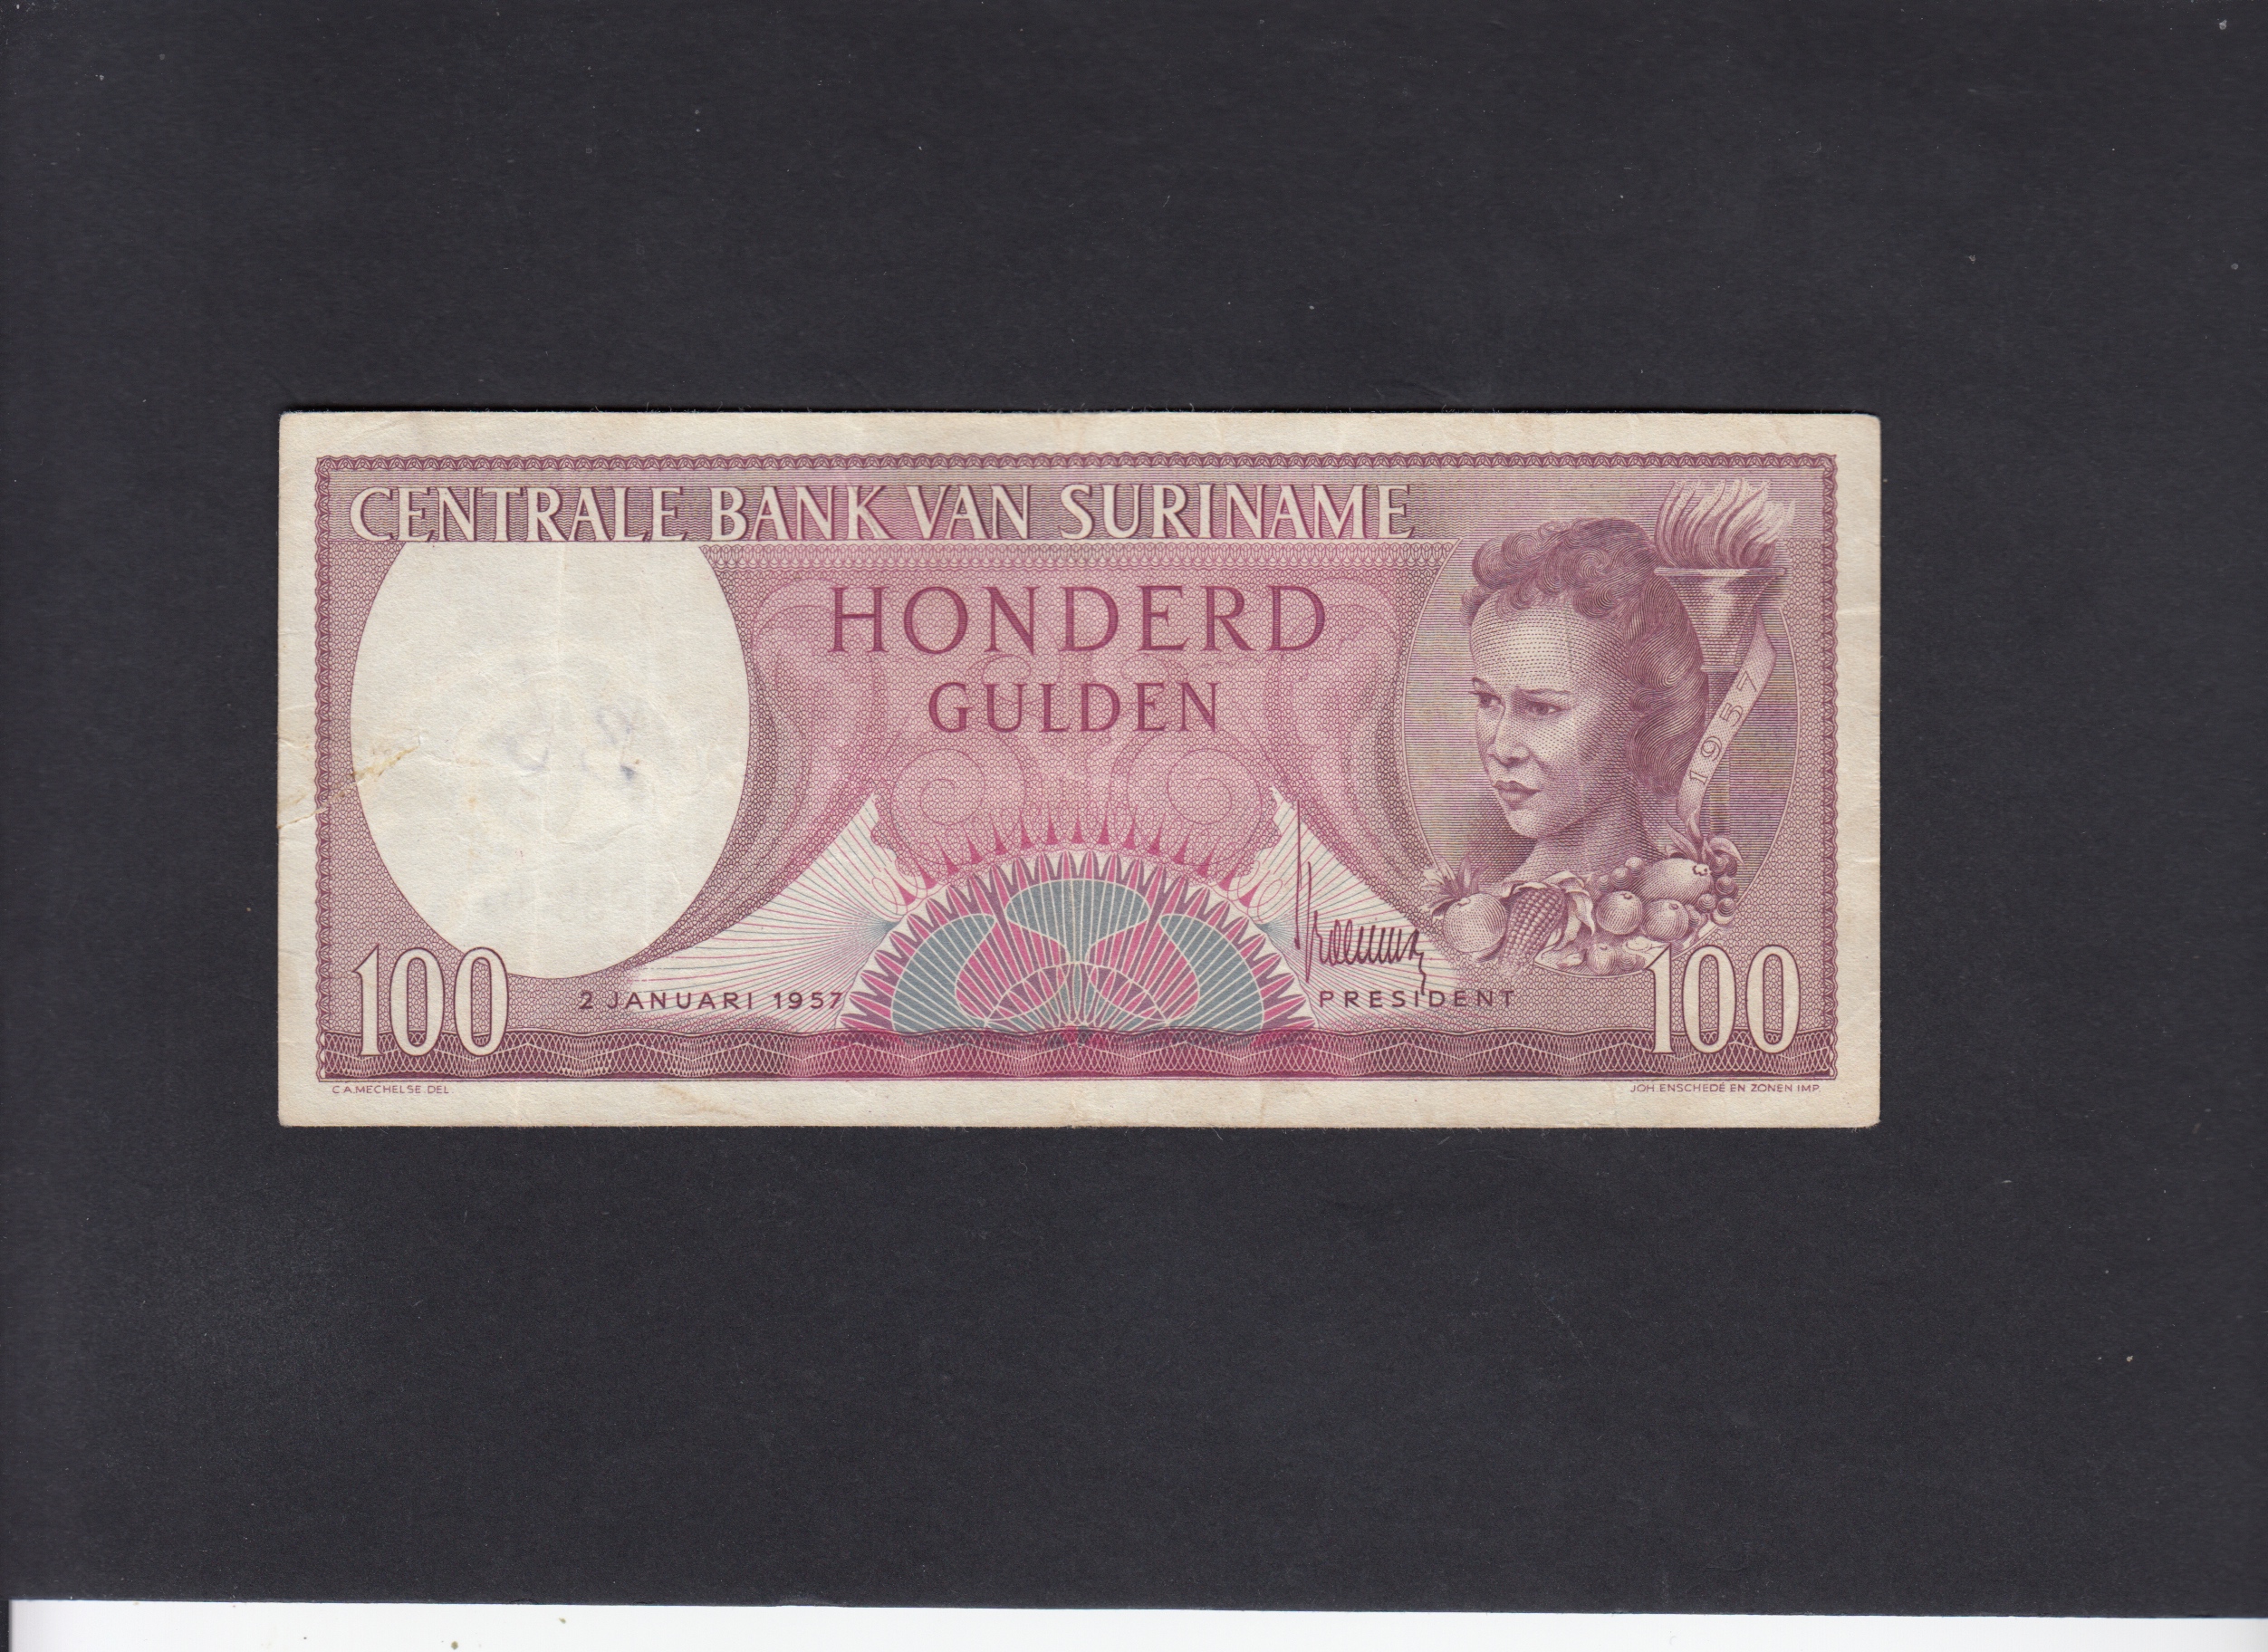 CENTRALE BANK VAN SURINAME
HONDERD
GULDEN
1957
100
2 JANUARI 1957
PRESIDENT
100
C.A.MECHELSE.DEL
JOH.ENSCHEDÉ EN ZONEN IMP.